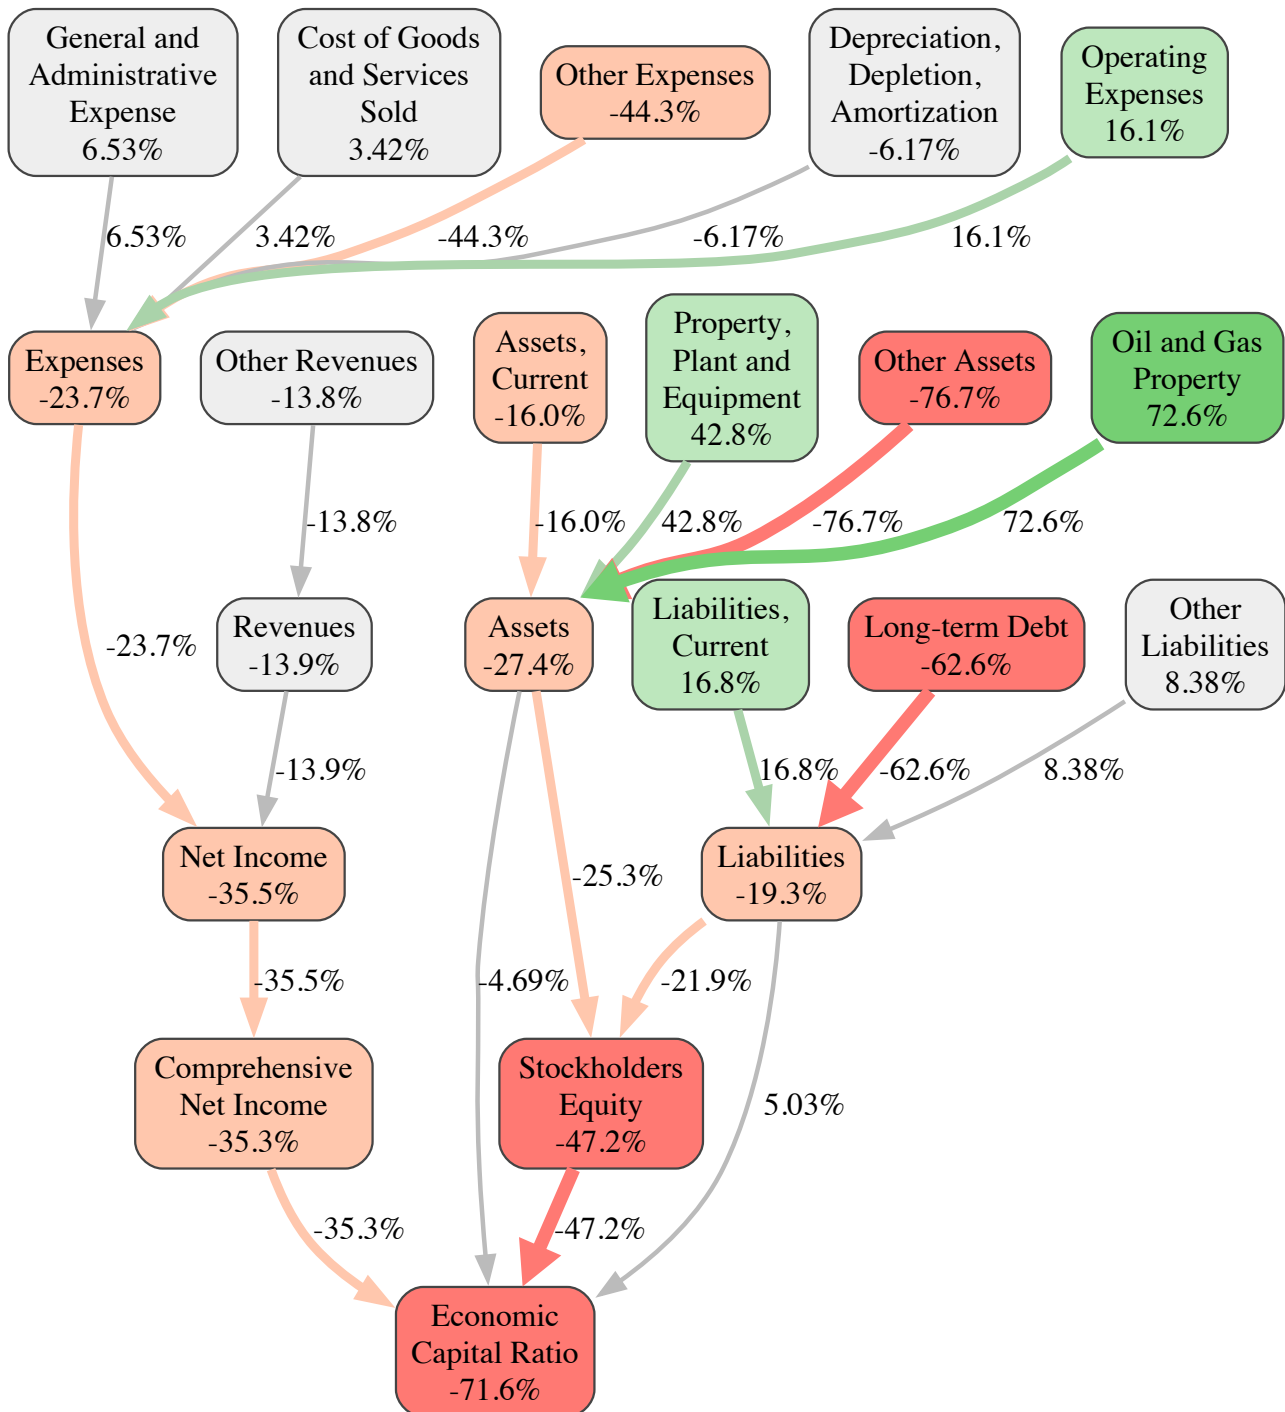 General and
Administrative
Expense
6.53%
Cost of Goods
and Services
Sold
3.42%
Other Expenses
-44.3%
Depreciation,
Depletion,
Amortization
-6.17%
Operating
Expenses
16.1%
6.53%
3.42%
-44.3%
-6.17%
16.1%
Expenses
-23.7%
Other Revenues
-13.8%
Assets,
Current
-16.0%
Property,
Plant and
Equipment
42.8%
Other Assets
-76.7%
Oil and Gas
Property
72.6%
-13.8%
-16.0%
42.8%
-76.7%
72.6%
-23.7%
Revenues
-13.9%
Assets
-27.4%
Liabilities,
Current
16.8%
Long-term Debt
-62.6%
Other
Liabilities
8.38%
-13.9%
16.8%
-62.6%
8.38%
Net Income
-35.5%
-25.3%
Liabilities
-19.3%
-35.5%
-4.69%
-21.9%
Comprehensive
Net Income
-35.3%
Stockholders
Equity
-47.2%
5.03%
-35.3%
-47.2%
Economic
Capital Ratio
-71.6%